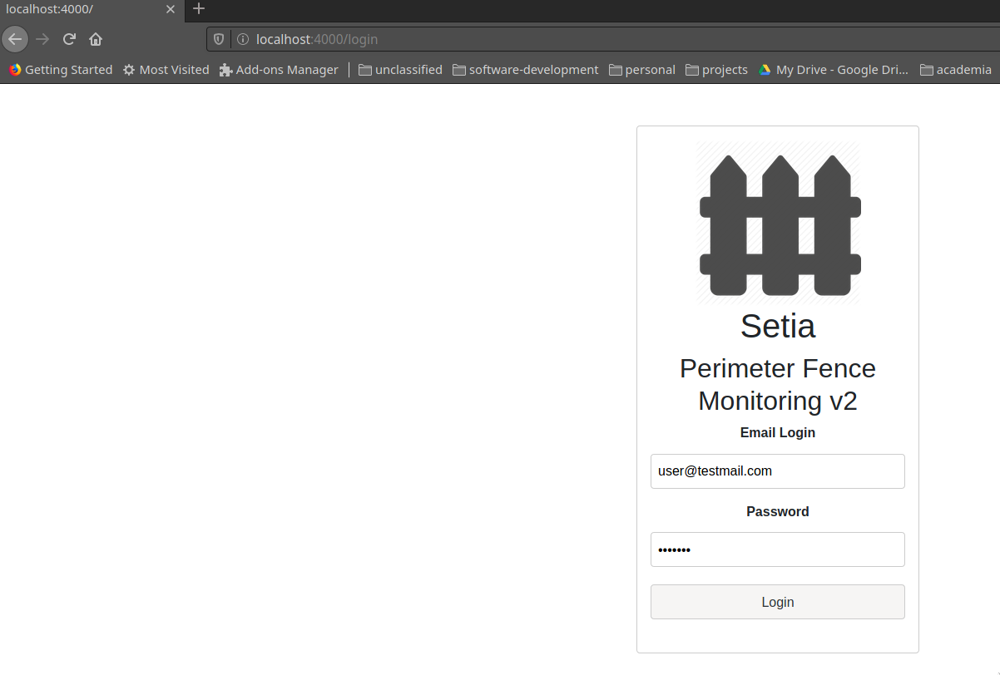 localhost:4000/
localhost:4000/login
Getting Started Most Visited Add-ons Manager unclassified software-development personal projects My Drive - Google Dri... academia
Setia
Perimeter Fence
Monitoring v2
Email Login
user@testmail.com
Password
•••••••
Login